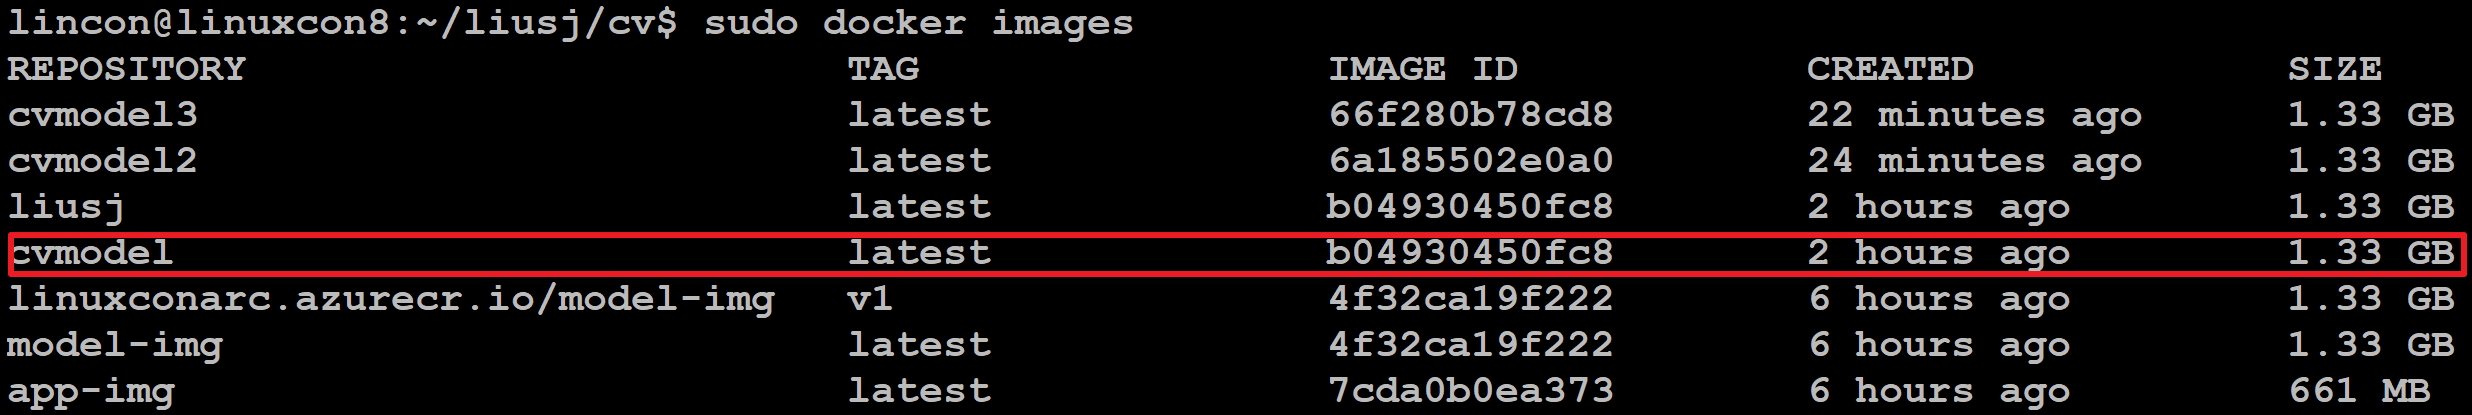 lincon@linuxcon8:~/liusj/cv$ sudo docker images
REPOSITORY TAG IMAGE ID CREATED SIZE
cvmodel3 latest 66f280b78cd8 22 minutes ago 1.33 GB
cvmodel2 latest 6a185502e0a0 24 minutes ago 1.33 GB
liusj latest b04930450fc8 2 hours ago 1.33 GB
cvmodel latest b04930450fc8 2 hours ago 1.33 GB
linuxconarc.azurecr.io/model-img v1 4f32ca19f222 6 hours ago 1.33 GB
model-img latest 4f32ca19f222 6 hours ago 1.33 GB
app-img latest 7cda0b0ea373 6 hours ago 661 MB